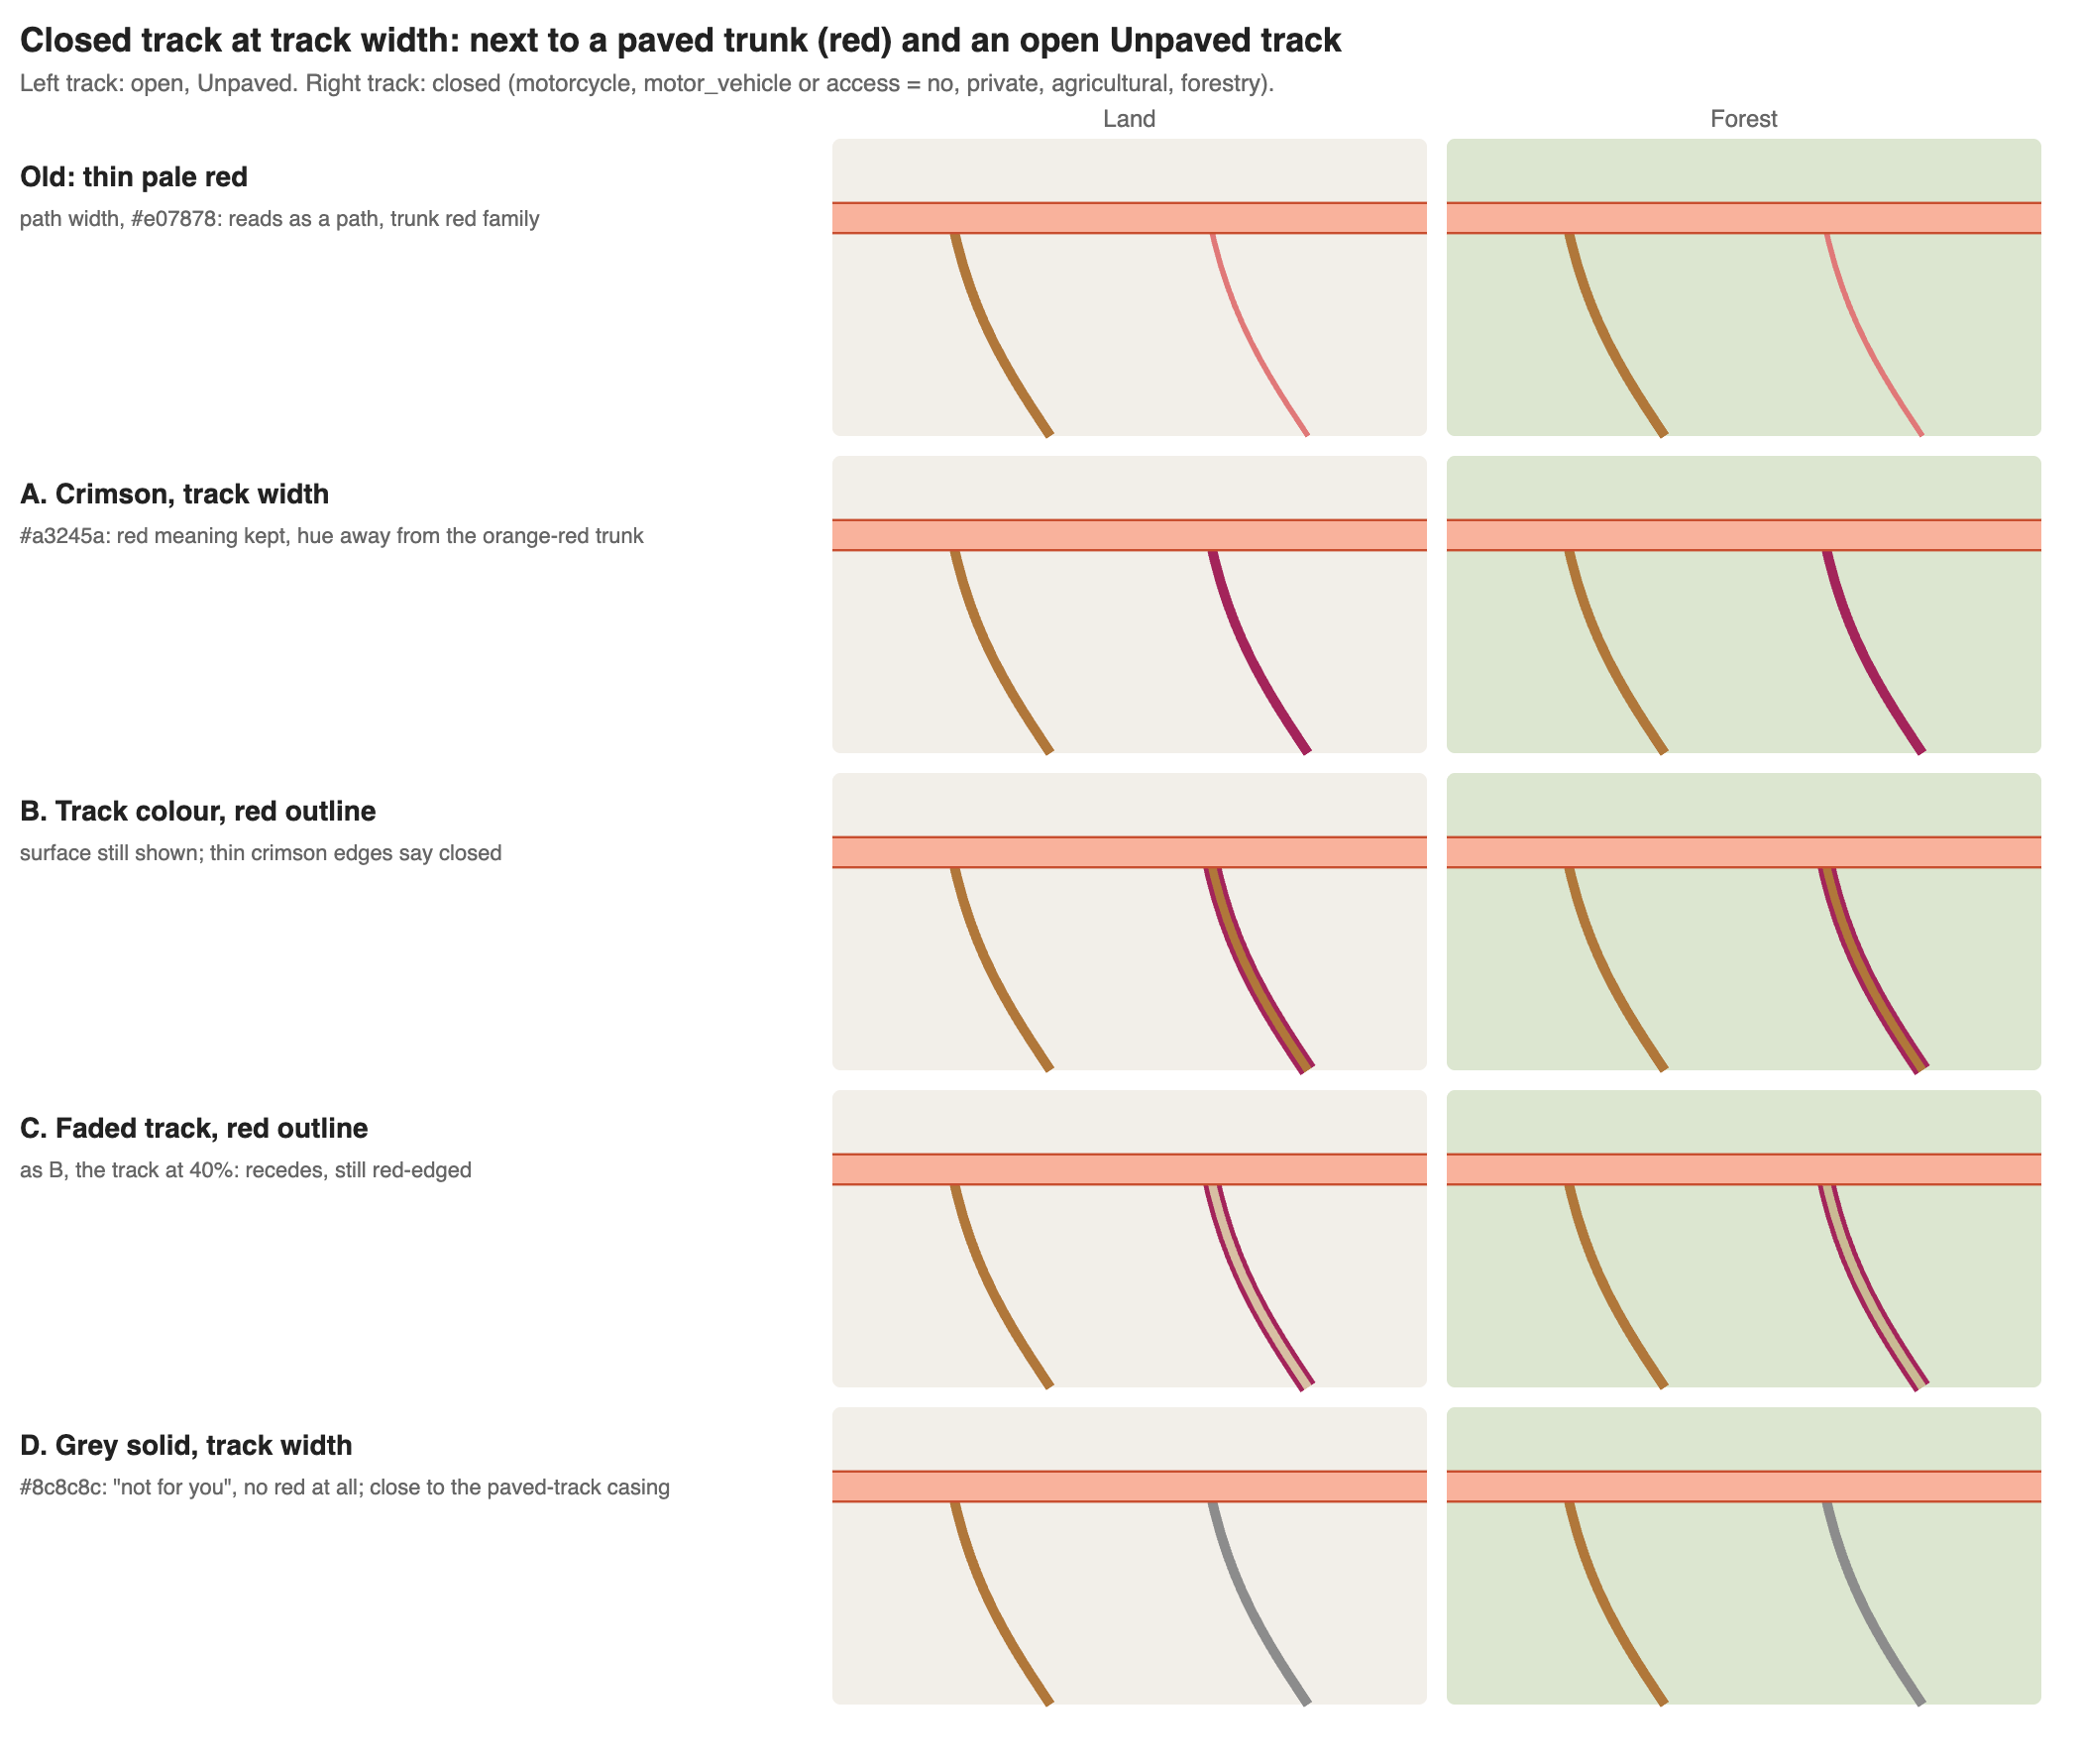 Closed track at track width: next to a paved trunk (red) and an open Unpaved track
Left track: open, Unpaved. Right track: closed (motorcycle, motor_vehicle or access = no, private, agricultural, forestry).
Land
Forest
Old: thin pale red
path width, #e07878: reads as a path, trunk red family
A. Crimson, track width
#a3245a: red meaning kept, hue away from the orange-red trunk
B. Track colour, red outline
surface still shown; thin crimson edges say closed
C. Faded track, red outline
as B, the track at 40%: recedes, still red-edged
D. Grey solid, track width
#8c8c8c: "not for you", no red at all; close to the paved-track casing